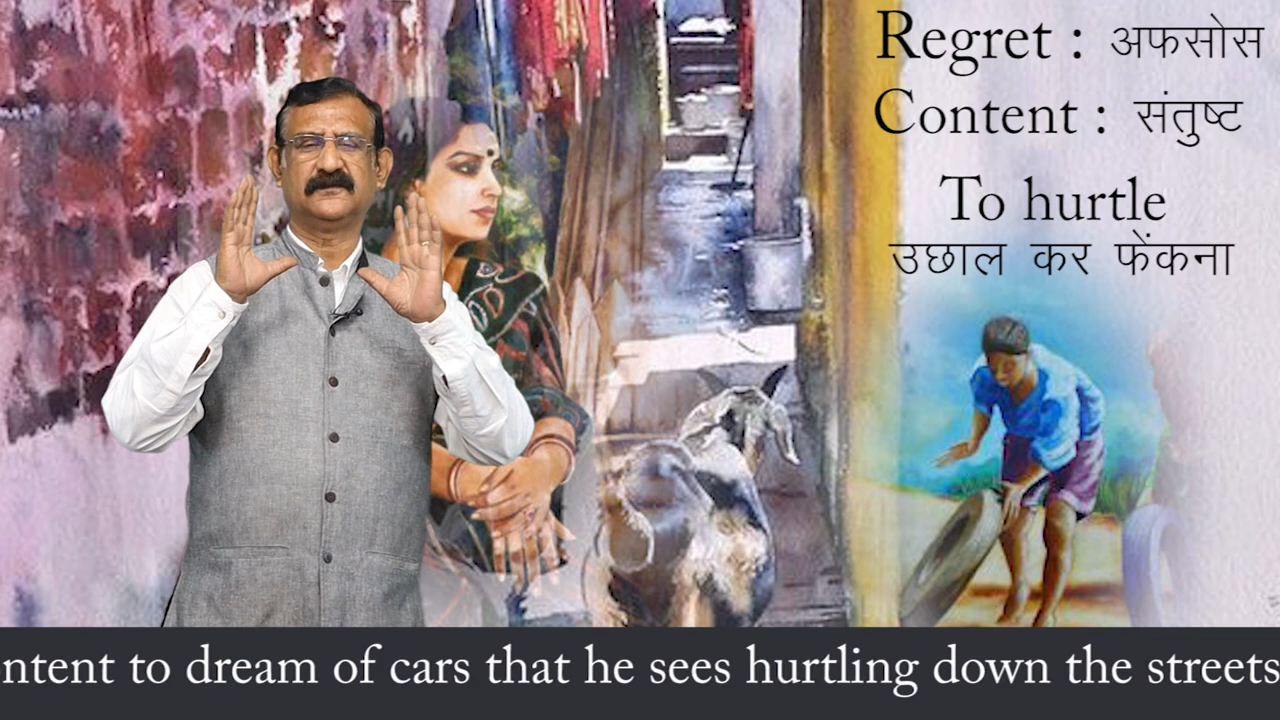 Regret : अफसोस
Content : संतुष्ट
To hurtle
उछाल कर फेंकना
ntent to dream of cars that he sees hurtling down the streets